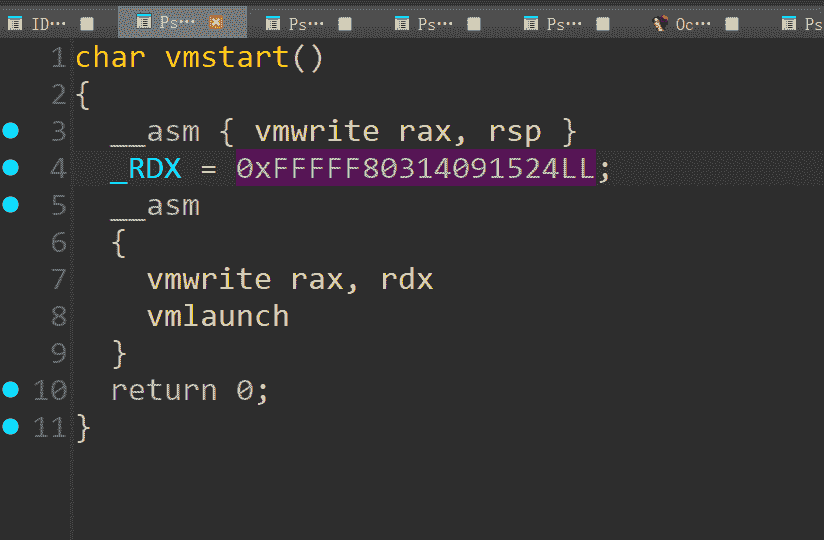 ID… Ps… Ps… Ps… Ps… Oc… Ps
1 char vmstart()
2 {
3 __asm { vmwrite rax, rsp }
4 _RDX = 0xFFFFF80314091524LL;
5 __asm
6 {
7 vmwrite rax, rdx
8 vmlaunch
9 }
10 return 0;
11 }